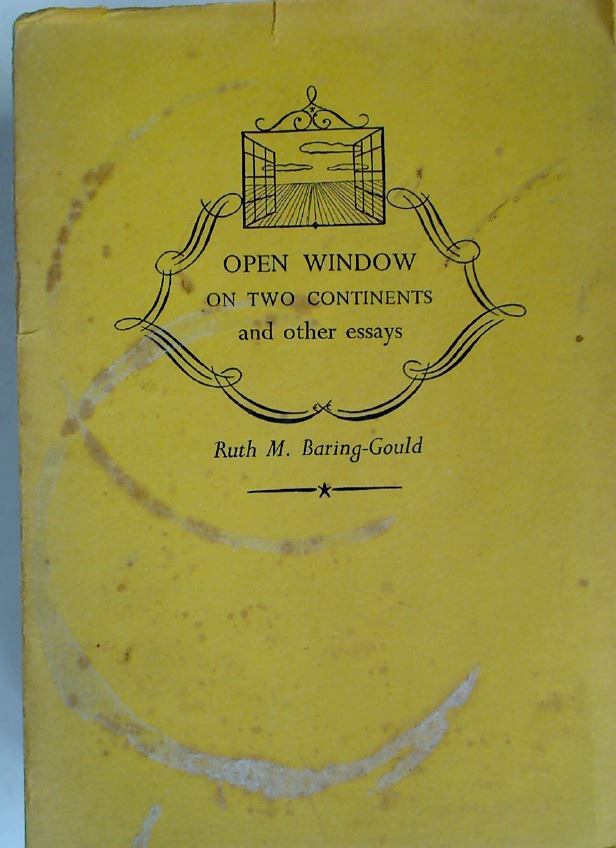 OPEN WINDOW
ON TWO CONTINENTS
and other essays
Ruth M. Baring-Gould